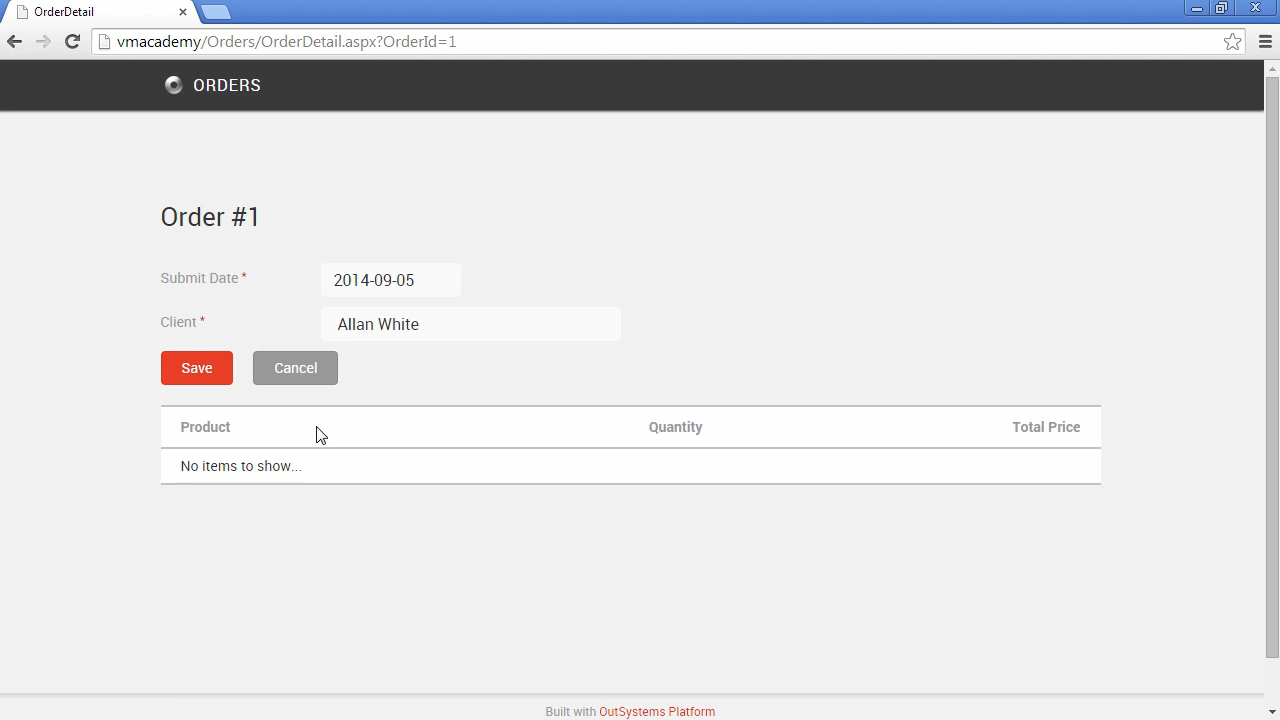 OrderDetail
vmacademy/Orders/OrderDetail.aspx?OrderId=1
ORDERS
Order #1
Submit Date *
2014-09-05
Client *
Allan White
Save Cancel
Product Quantity Total Price
No items to show...
Built with OutSystems Platform